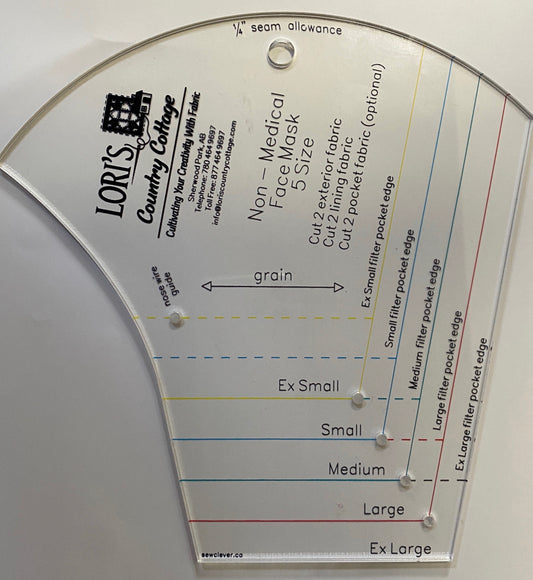 1/4" seam allowance
LORI'S
Country Cottage
Cultivating Your Creativity With Fabric
Sherwood Park, AB
Telephone: 780 464 9697
Toll Free: 877 464 9697
info@loriscountrycottage.com
Non - Medical
Face Mask
5 Size
Cut 2 exterior fabric
Cut 2 lining fabric
Cut 2 pocket fabric (optional)
nose wire
guide
grain
Ex Small filter pocket edge
Small filter pocket edge
Medium filter pocket edge
Large filter pocket edge
Ex Large filter pocket edge
Ex Small
Small
Medium
Large
Ex Large
sewclever.ca